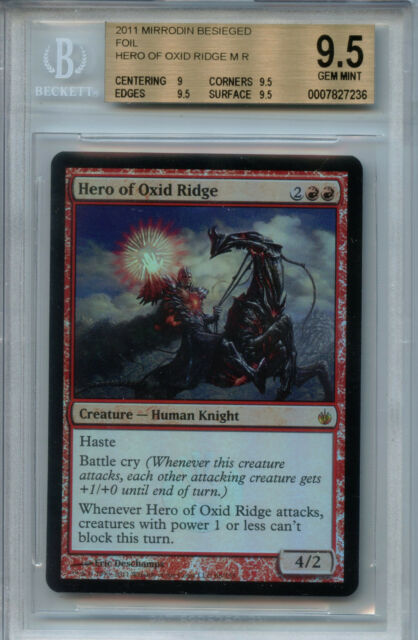 2011 MIRRODIN BESIEGED
FOIL
HERO OF OXID RIDGE M R
CENTERING 9 CORNERS 9.5
EDGES 9.5 SURFACE 9.5
9.5
GEM MINT
0007827236
B
BECKETT
Hero of Oxid Ridge 2
Creature — Human Knight
Haste
Battle cry (Whenever this creature
attacks, each other attacking creature gets
+1/+0 until end of turn.)
Whenever Hero of Oxid Ridge attacks,
creatures with power 1 or less can't
block this turn.
Eric Deschamps
4/2